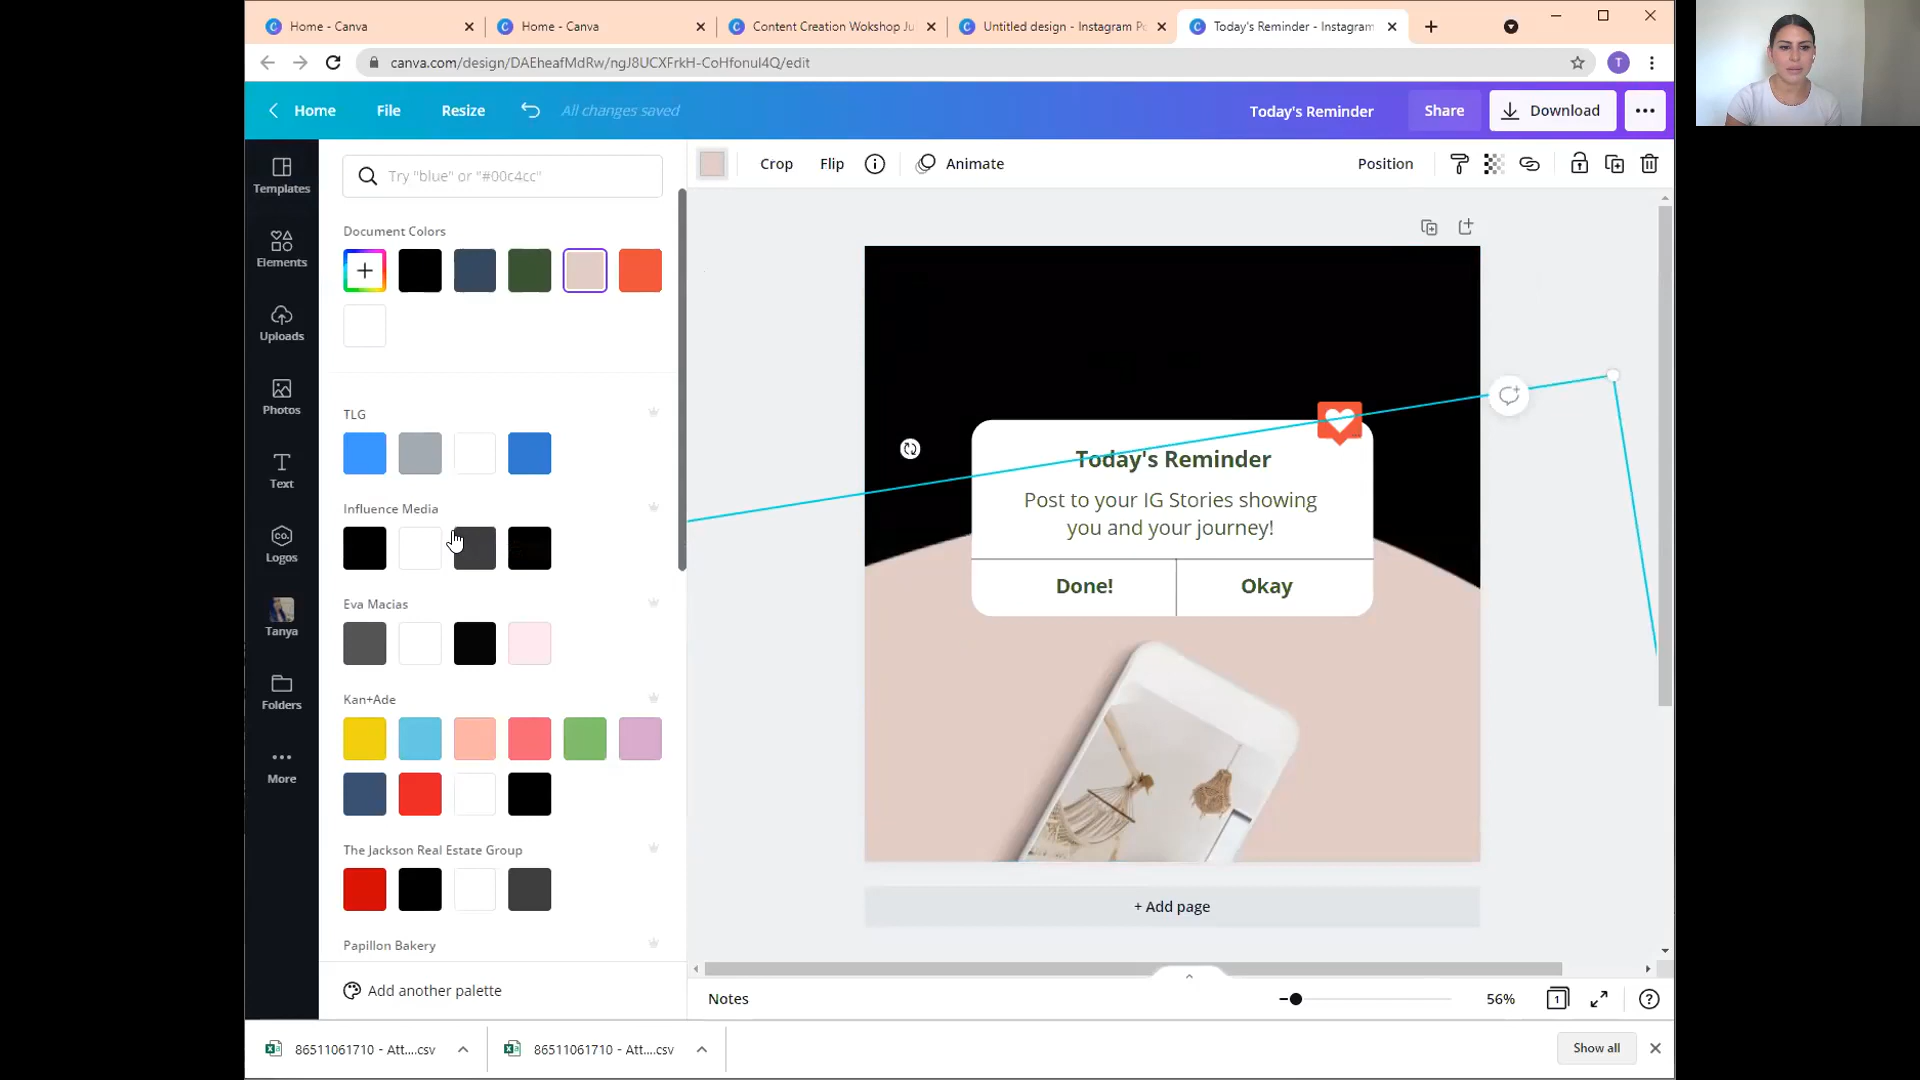 Home - Canva
Home - Canva
Content Creation Wokshop Ju
Untitled design - Instagram Po
Today's Reminder - Instagram
canva.com/design/DAEheafMdRw/ngJ8UCXFrkH-CoHfonul4Q/edit
T
Home
File
Resize
All changes saved
Today's Reminder
Share
Download
Templates
Elements
Uploads
Photos
Text
CO.
Logos
Tanya
Folders
More
Try "blue" or "#00c4cc"
Document Colors
TLG
Influence Media
Eva Macias
Kan+Ade
The Jackson Real Estate Group
Papillon Bakery
Add another palette
Crop
Flip
Animate
Position
Today's Reminder
Post to your IG Stories showing
you and your journey!
Done!
Okay
+ Add page
Notes
56%
1
86511061710 - Att....csv
86511061710 - Att....csv
Show all